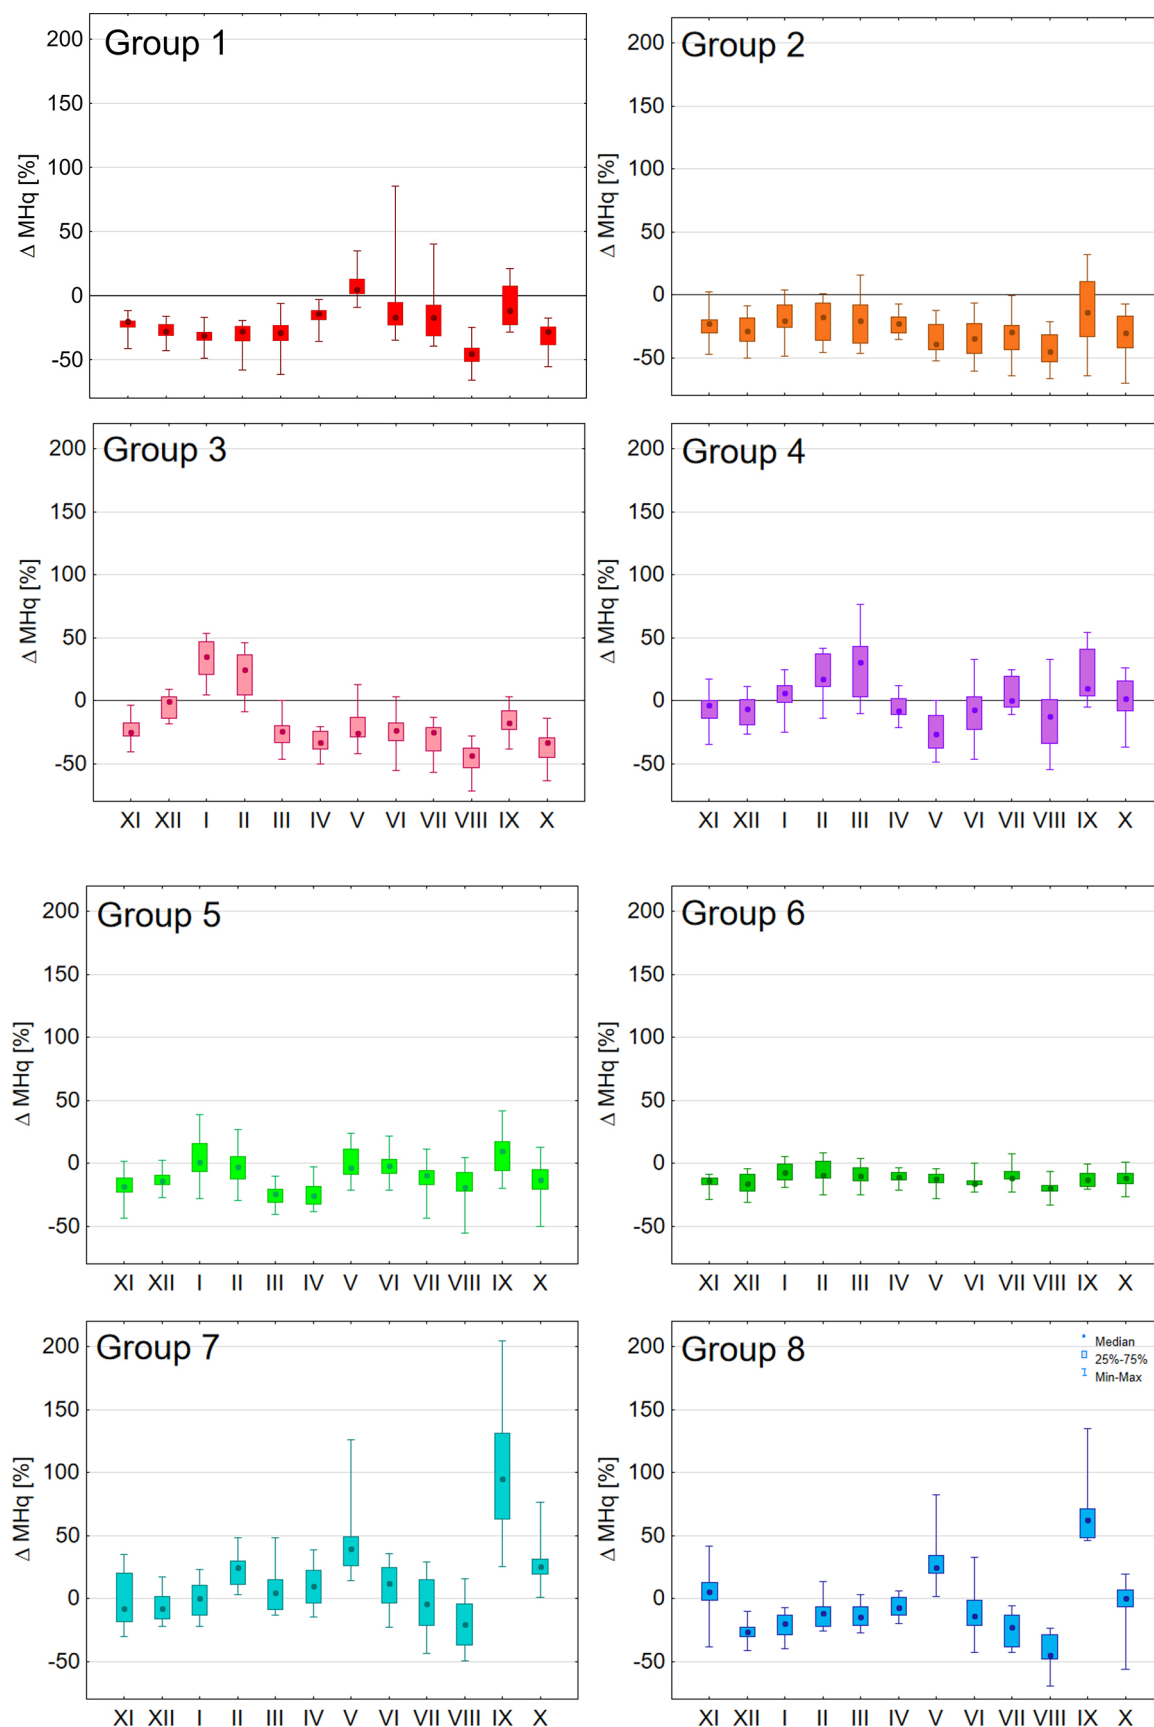 Group 1
Δ MHq [%]
200
150
100
50
0
-50
Group 2
Δ MHq [%]
200
150
100
50
0
-50
Group 3
Δ MHq [%]
200
150
100
50
0
-50
XI XII I II III IV V VI VII VIII IX X
Group 4
Δ MHq [%]
200
150
100
50
0
-50
XI XII I II III IV V VI VII VIII IX X
Group 5
Δ MHq [%]
200
150
100
50
0
-50
XI XII I II III IV V VI VII VIII IX X
Group 6
Δ MHq [%]
200
150
100
50
0
-50
XI XII I II III IV V VI VII VIII IX X
Group 7
Δ MHq [%]
200
150
100
50
0
-50
XI XII I II III IV V VI VII VIII IX X
Group 8
Median
25%-75%
Min-Max
Δ MHq [%]
200
150
100
50
0
-50
XI XII I II III IV V VI VII VIII IX X